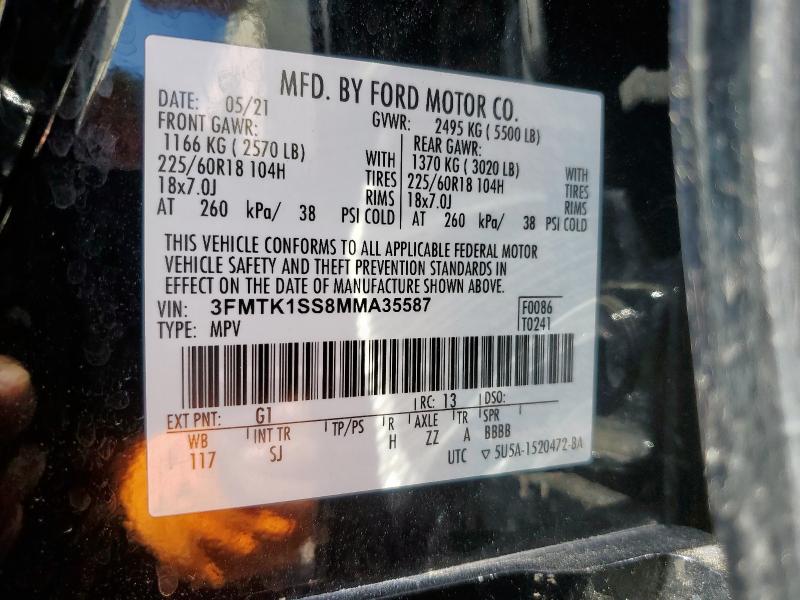 MFD. BY FORD MOTOR CO.
DATE: 05/21 GVWR: 2495 KG ( 5500 LB)
FRONT GAWR: REAR GAWR:
1166 KG ( 2570 LB) WITH 1370 KG ( 3020 LB) WITH
225/60R18 104H TIRES 225/60R18 104H TIRES
18x7.0J RIMS 18x7.0J RIMS
AT 260 kPa/ 38 PSI COLD AT 260 kPa/ 38 PSI COLD
THIS VEHICLE CONFORMS TO ALL APPLICABLE FEDERAL MOTOR
VEHICLE SAFETY AND THEFT PREVENTION STANDARDS IN
EFFECT ON THE DATE OF MANUFACTURE SHOWN ABOVE.
VIN: 3FMTK1SS8MMA35587 F0086
TYPE: MPV T0241
EXT PNT: G1 RC: 13 DSO:
WB INT TR TP/PS R AXLE TR SPR
117 SJ H ZZ A BBBB
UTC ▽ 5U5A-1520472-BA